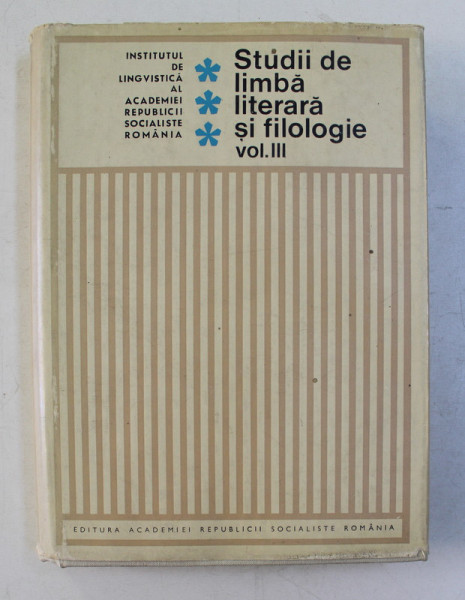 INSTITUTUL
DE
LINGVISTICĂ
AL
ACADEMIEI
REPUBLICII
SOCIALISTE
ROMÂNIA
Studii de
limbă
literară
și filologie
vol. III
EDITURA ACADEMIEI REPUBLICII SOCIALISTE ROMÂNIA